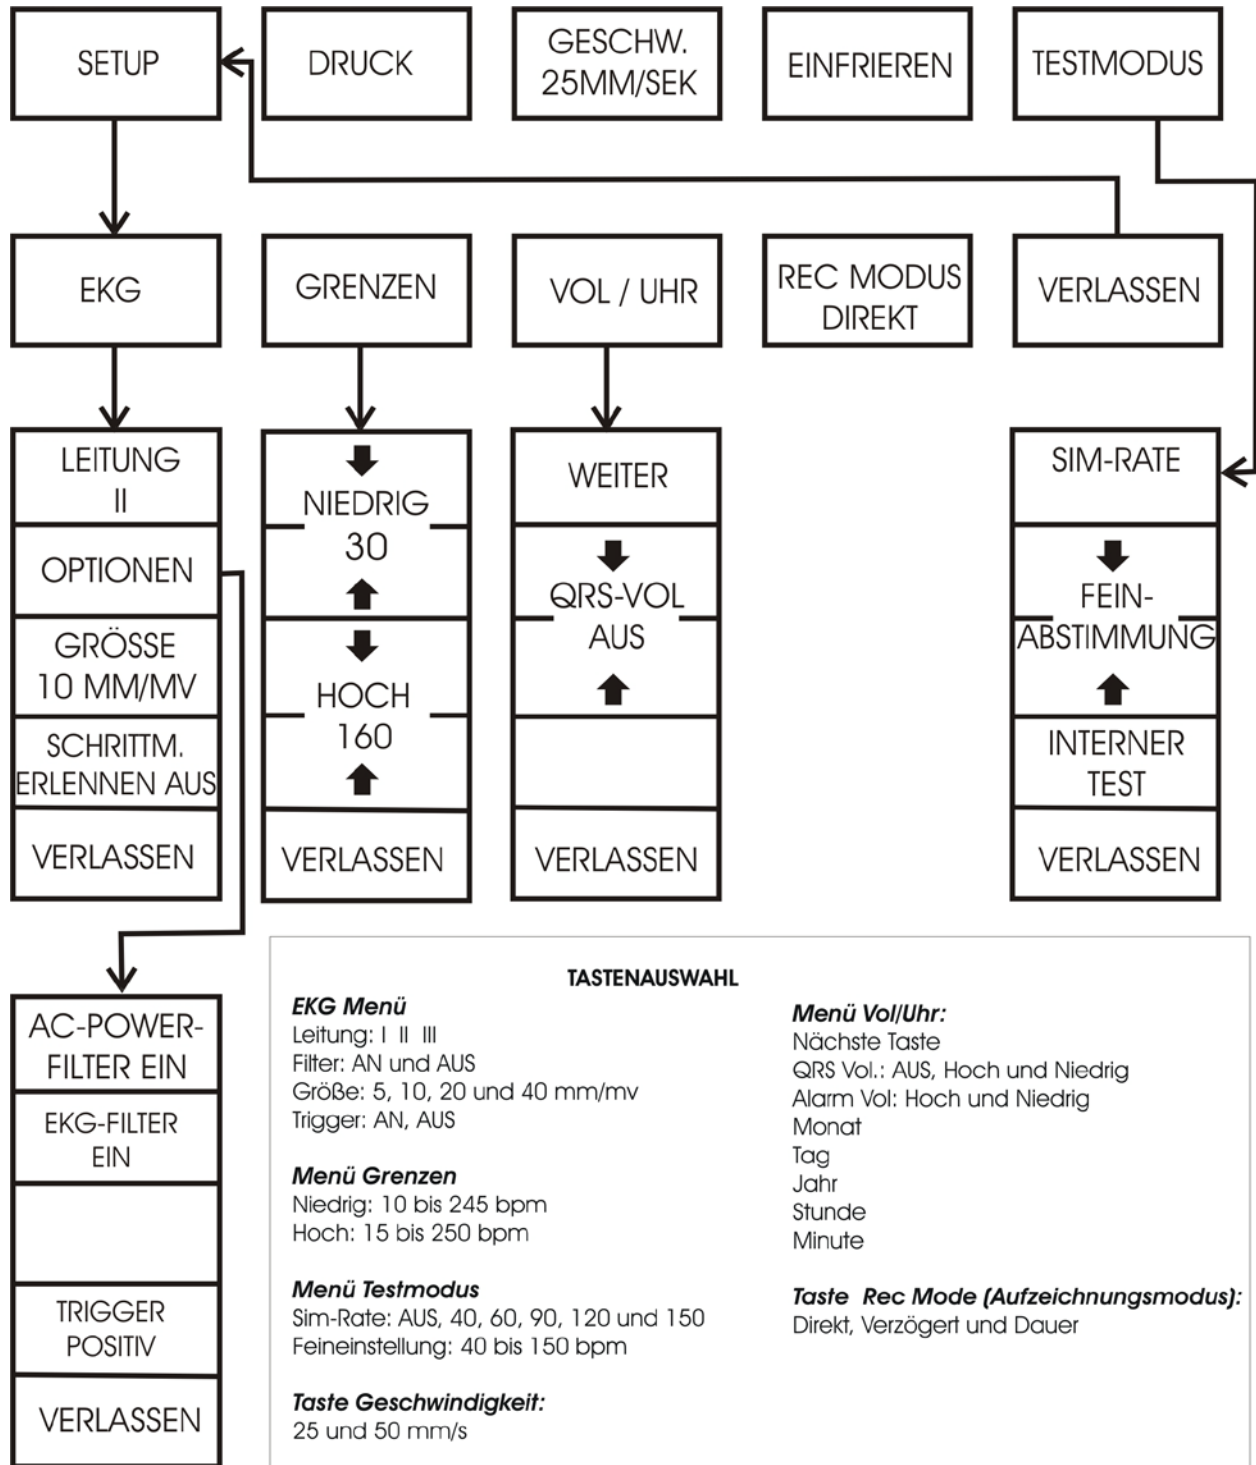 SETUP
DRUCK
GESCHW.
25MM/SEK
EINFRIEREN
TESTMODUS
EKG
GRENZEN
VOL / UHR
REC MODUS
DIREKT
VERLASSEN
LEITUNG
II
OPTIONEN
GRÖSSE
10 MM/MV
SCHRITTM.
ERLENNEN AUS
VERLASSEN
NIEDRIG
30
HOCH
160
VERLASSEN
WEITER
QRS-VOL
AUS
VERLASSEN
SIM-RATE
FEIN-
ABSTIMMUNG
INTERNER
TEST
VERLASSEN
AC-POWER-
FILTER EIN
EKG-FILTER
EIN
TRIGGER
POSITIV
VERLASSEN
TASTENAUSWAHL
EKG Menü
Leitung: I II III
Filter: AN und AUS
Größe: 5, 10, 20 und 40 mm/mv
Trigger: AN, AUS
Menü Grenzen
Niedrig: 10 bis 245 bpm
Hoch: 15 bis 250 bpm
Menü Testmodus
Sim-Rate: AUS, 40, 60, 90, 120 und 150
Feineinstellung: 40 bis 150 bpm
Taste Geschwindigkeit:
25 und 50 mm/s
Menü Vol/Uhr:
Nächste Taste
QRS Vol.: AUS, Hoch und Niedrig
Alarm Vol: Hoch und Niedrig
Monat
Tag
Jahr
Stunde
Minute
Taste Rec Mode (Aufzeichnungsmodus):
Direkt, Verzögert und Dauer